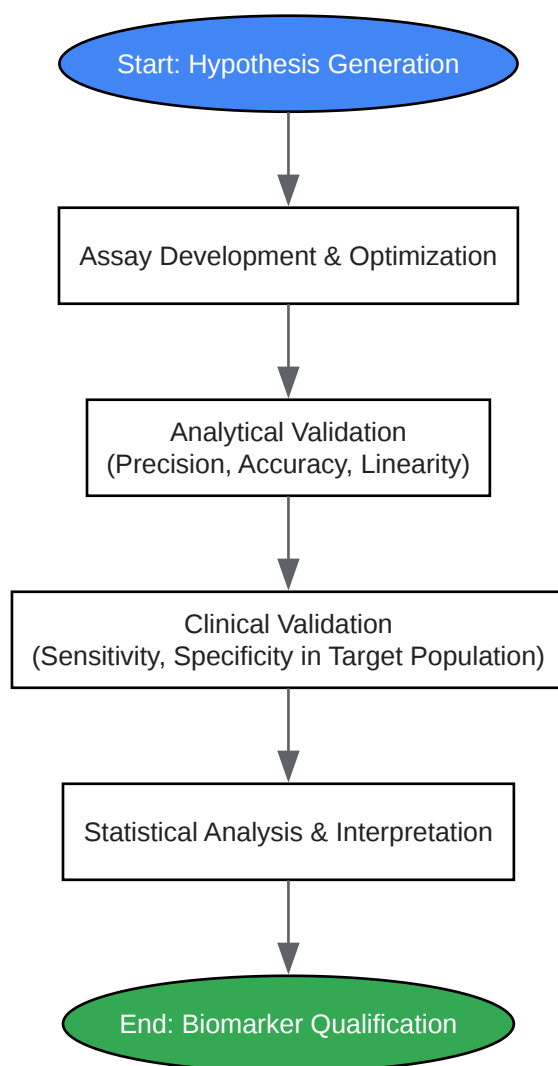 Start: Hypothesis Generation
Assay Development & Optimization
Analytical Validation
(Precision, Accuracy, Linearity)
Clinical Validation
(Sensitivity, Specificity in Target Population)
Statistical Analysis & Interpretation
End: Biomarker Qualification